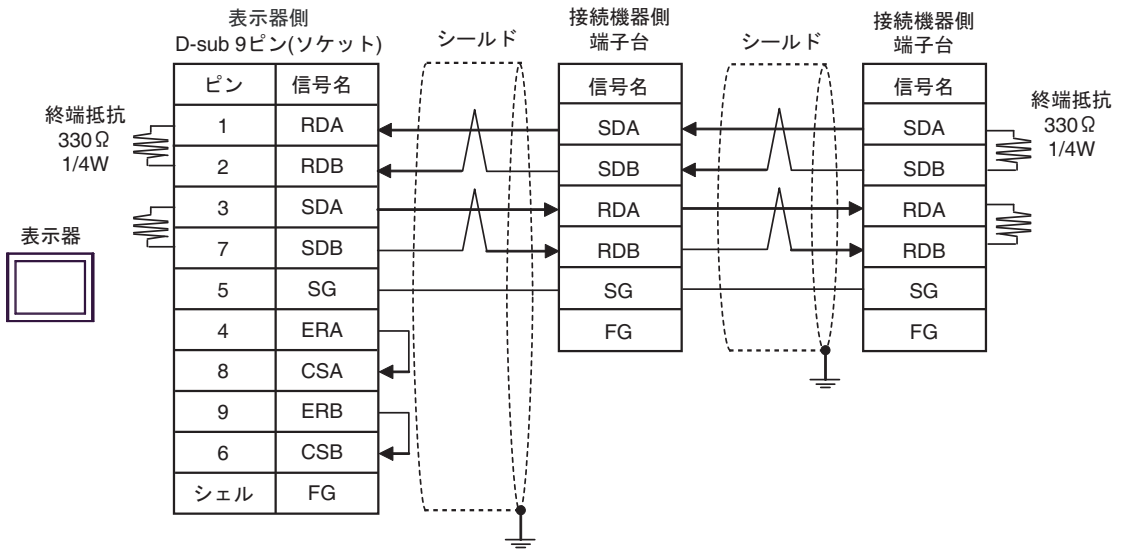 表示器側
D-sub 9ピン(ソケット)
シールド
接続機器側
端子台
シールド
接続機器側
端子台
ピン 信号名
1 RDA
2 RDB
3 SDA
7 SDB
5 SG
4 ERA
8 CSA
9 ERB
6 CSB
シェル FG
終端抵抗
330Ω
1/4W
表示器
信号名
SDA
SDB
RDA
RDB
SG
FG
信号名
SDA
SDB
RDA
RDB
SG
FG
終端抵抗
330Ω
1/4W